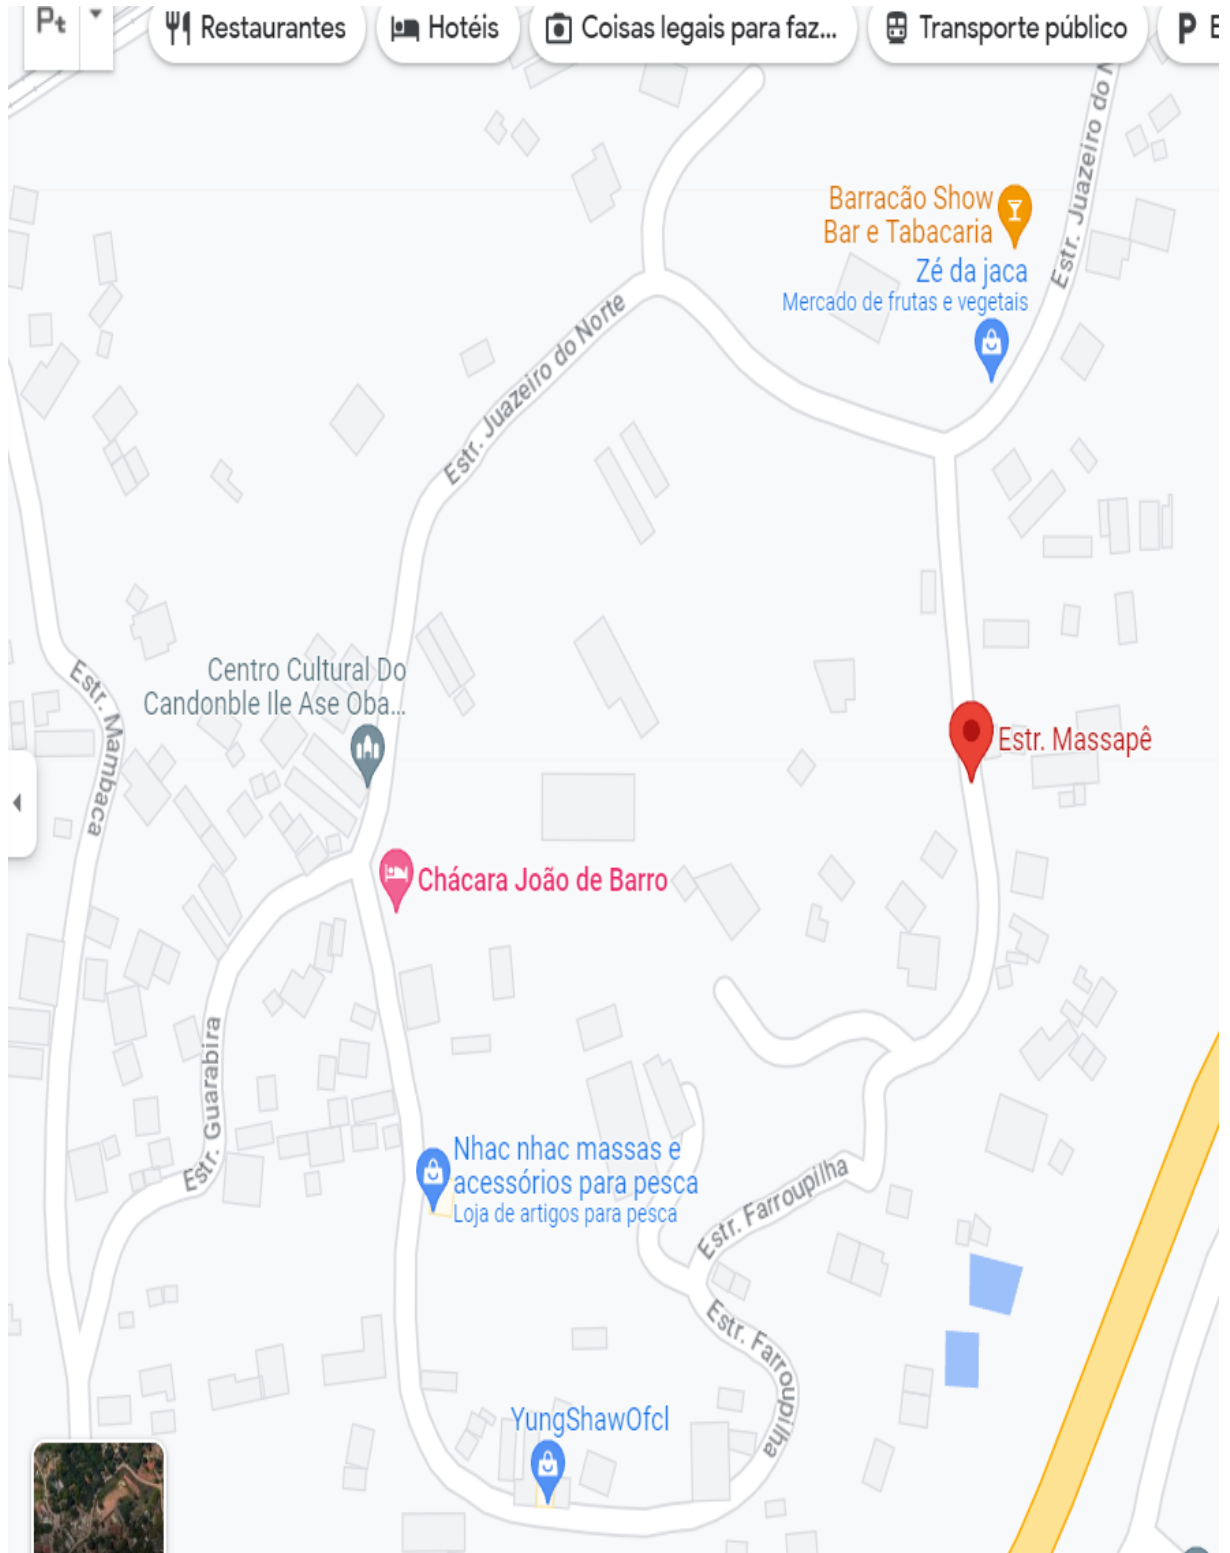 Restaurantes
Hotéis
Coisas legais para faz...
Transporte público
P
Estr. Juazeiro do N
Barracão Show
Bar e Tabacaria
Zé da jaca
Mercado de frutas e vegetais
Estr. Juazeiro do Norte
Centro Cultural Do
Candonble Ile Ase Oba...
Estr. Mambaca
Estr. Massapê
Chácara João de Barro
Estr. Guarabira
Nhac nhac massas e
acessórios para pesca
Loja de artigos para pesca
Estr. Farroupilha
Estr. Farroupilha
YungShawOfcl